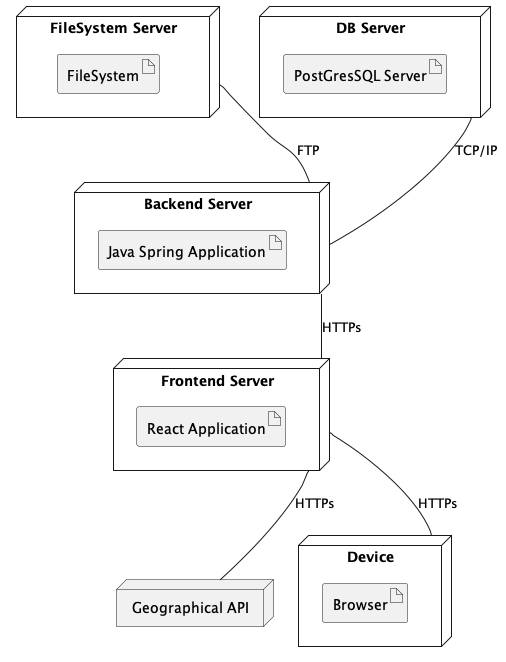 FileSystem Server
FileSystem
DB Server
PostGresSQL Server
FTP
TCP/IP
Backend Server
Java Spring Application
HTTPs
Frontend Server
React Application
HTTPs
HTTPs
Geographical API
Device
Browser